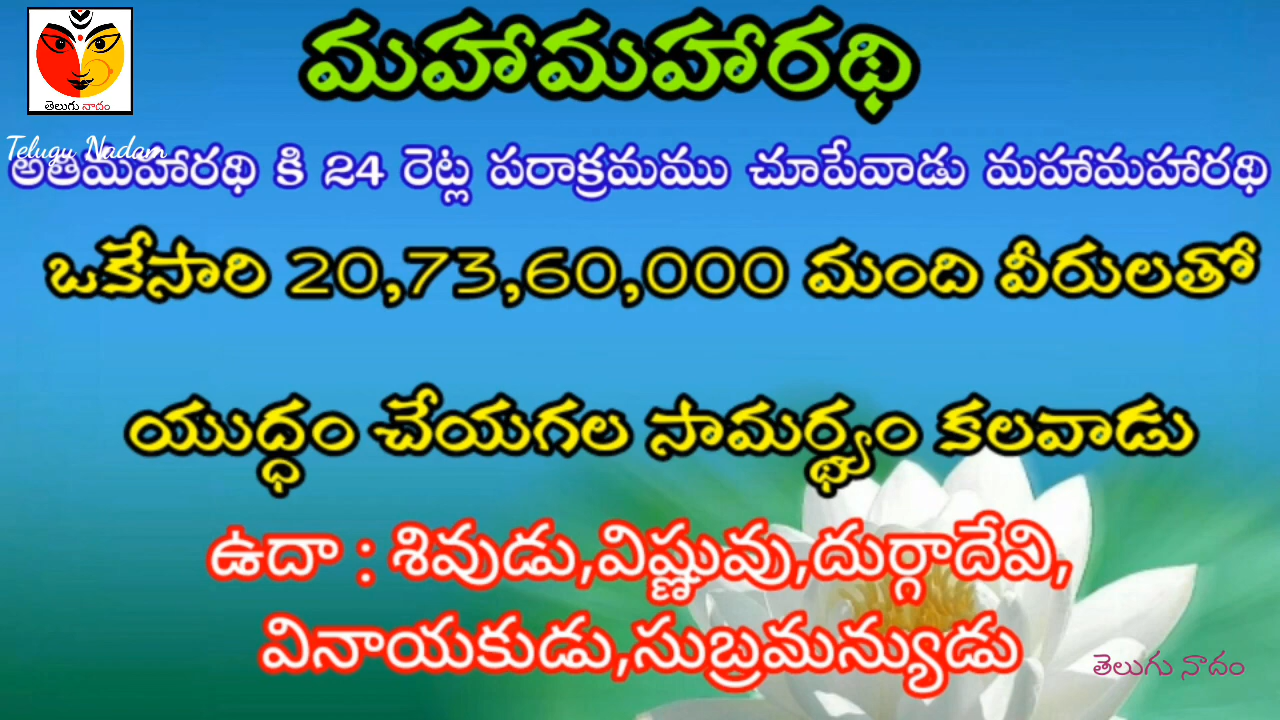 మహామహారథి
తెలుగు నాదం
Telugu Nadam
అతిమహారథి కి 24 రెట్ల పరాక్రమము చూపేవాడు మహామహారథి
ఒకేసారి 20,73,60,000 మంది వీరులతో
యుద్ధం చేయగల సామర్థ్యం కలవాడు
ఉదా : శివుడు,విష్ణువు,దుర్గాదేవి,
వినాయకుడు,సుబ్రమన్యుడు
తెలుగు నాదం